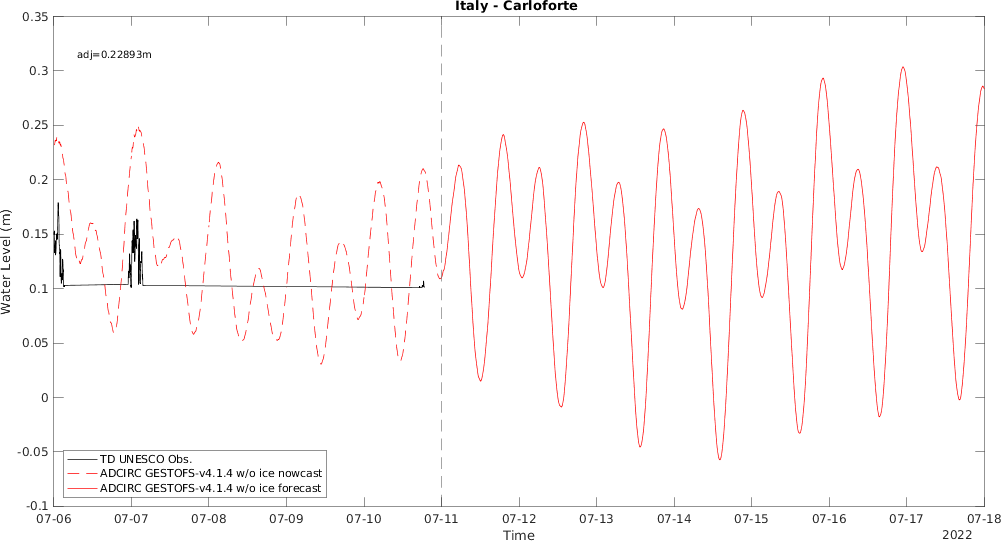 Italy - Carloforte
adj=0.22893m
0.35
0.3
0.25
0.2
0.15
0.1
0.05
0
-0.05
-0.1
Water Level (m)
TD UNESCO Obs.
ADCIRC GESTOFS-v4.1.4 w/o ice nowcast
ADCIRC GESTOFS-v4.1.4 w/o ice forecast
07-06 07-07 07-08 07-09 07-10 07-11 07-12 07-13 07-14 07-15 07-16 07-17 07-18
Time
2022